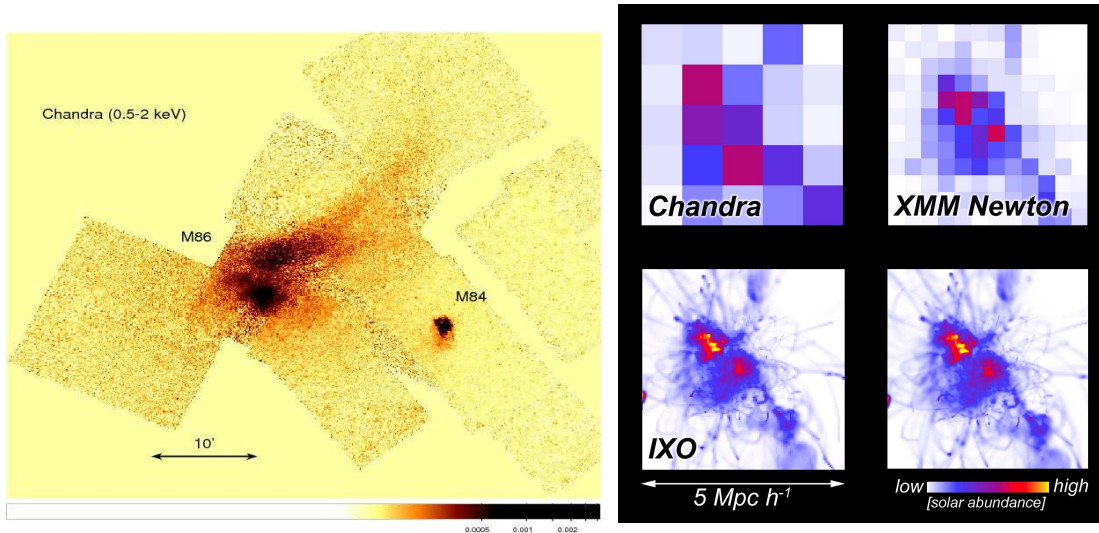 Chandra (0.5-2 keV)
M86
M84
10'
0.0005 0.001 0.002
Chandra
XMM Newton
IXO
5 Mpc h⁻¹
low high
[solar abundance]